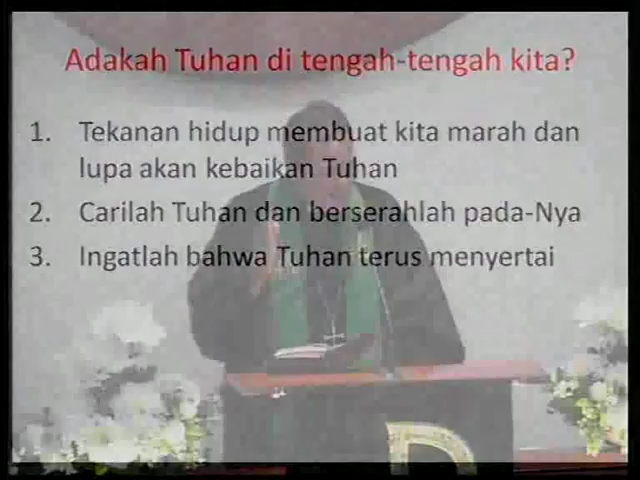 Adakah Tuhan di tengah-tengah kita?
1. Tekanan hidup membuat kita marah dan
lupa akan kebaikan Tuhan
2. Carilah Tuhan dan berserahlah pada-Nya
3. Ingatlah bahwa Tuhan terus menyertai